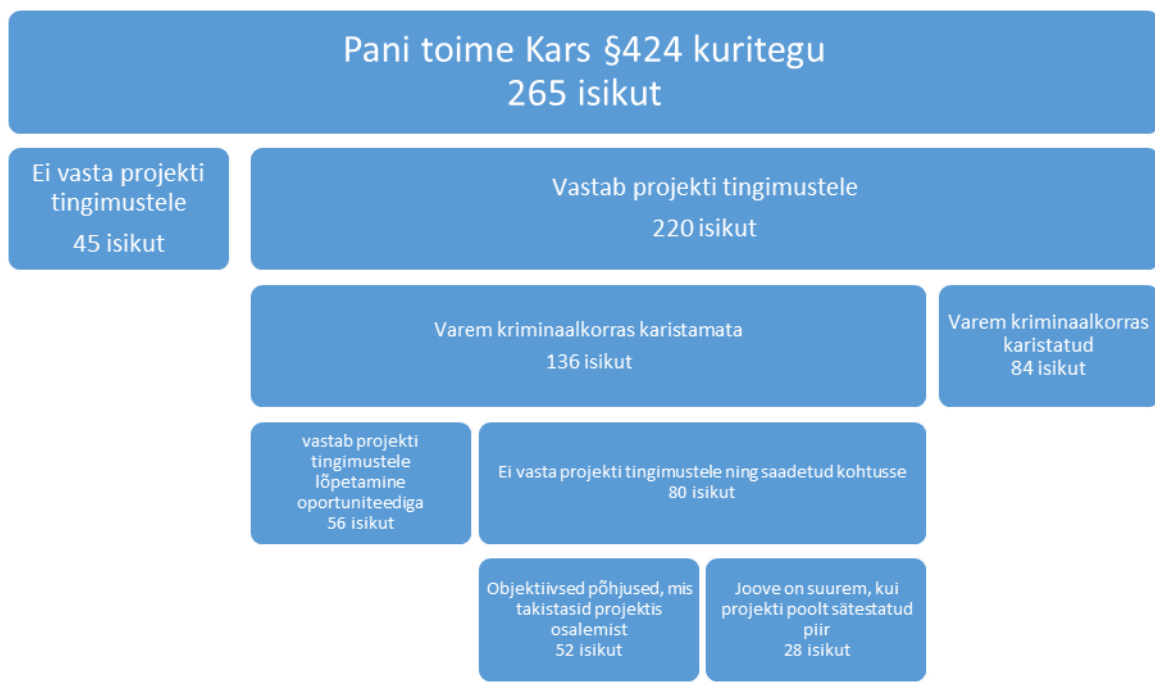 Pani toime Kars §424 kuritegu
265 isikut
Ei vasta projekti
tingimustele
45 isikut
Vastab projekti tingimustele
220 isikut
Varem kriminaalkorras karistamata
136 isikut
Varem kriminaalkorras
karistatud
84 isikut
vastab projekti
tingimustele
lõpetamine
oportuniteediga
56 isikut
Ei vasta projekti tingimustele ning saadetud kohtusse
80 isikut
Objektiivsed põhjused, mis
takistasid projektis
osalemist
52 isikut
Joove on suurem, kui
projekti poolt sätestatud
piir
28 isikut